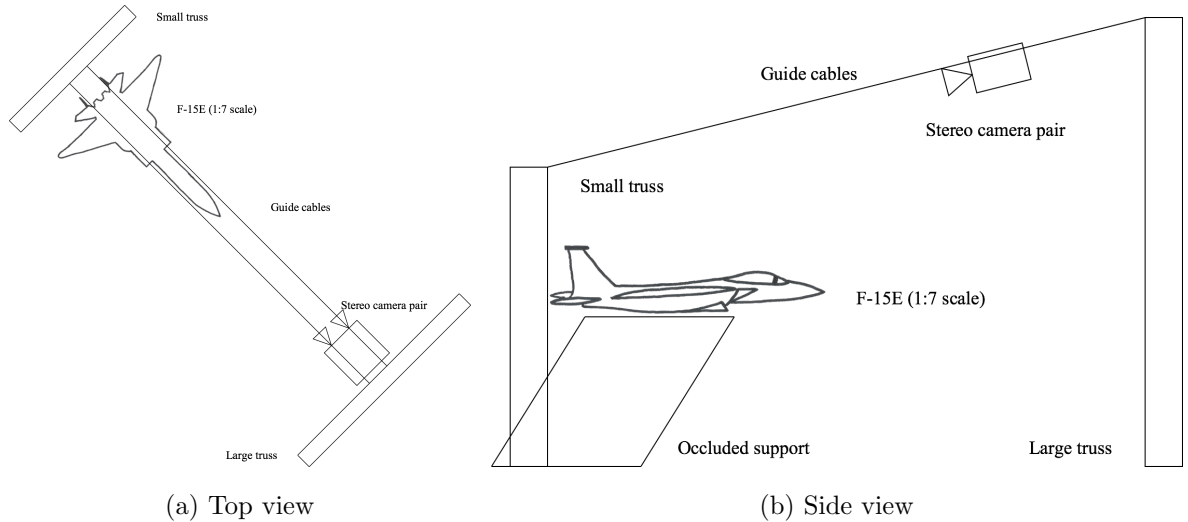 Small truss
F-15E (1:7 scale)
Guide cables
Stereo camera pair
Large truss
(a) Top view
Guide cables
Stereo camera pair
Small truss
F-15E (1:7 scale)
Occluded support
Large truss
(b) Side view